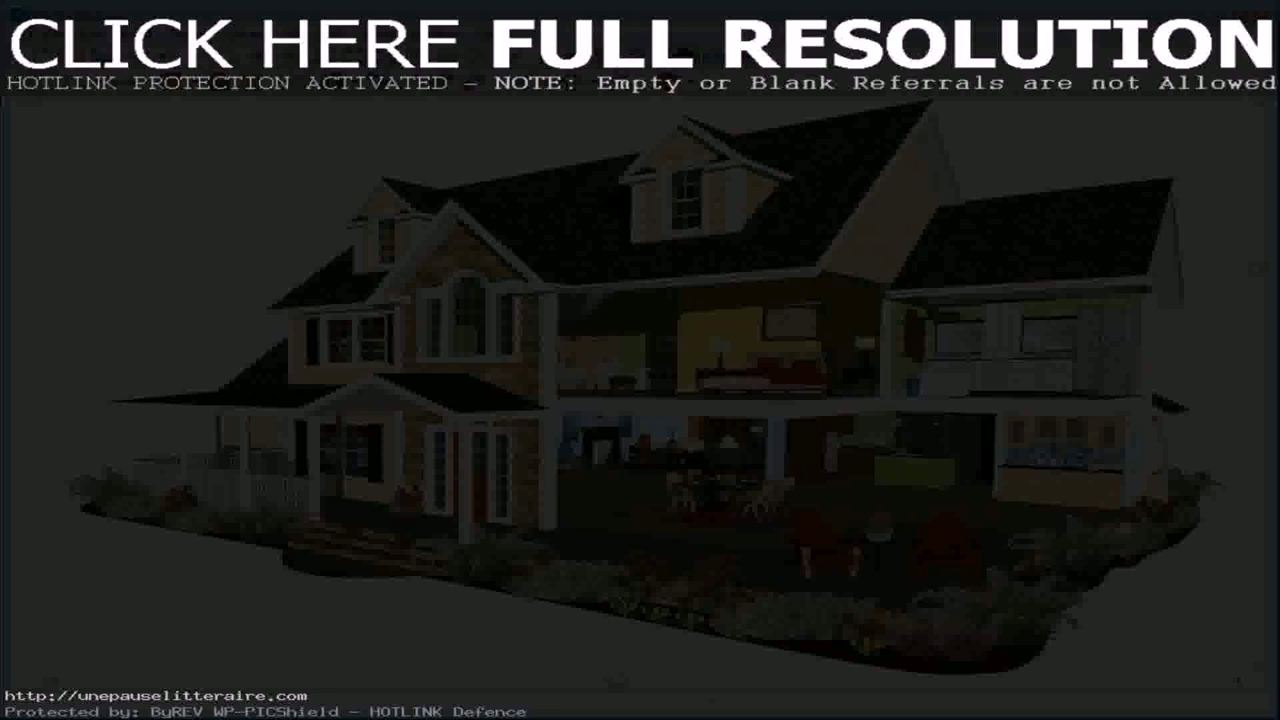 CLICK HERE FULL RESOLUTION
HOTLINK PROTECTION ACTIVATED - NOTE: Empty or Blank Referrals are not Allowed
http://unepauselitteraire.com
Protected by: ByREV WP-PICShield - HOTLINK Defence